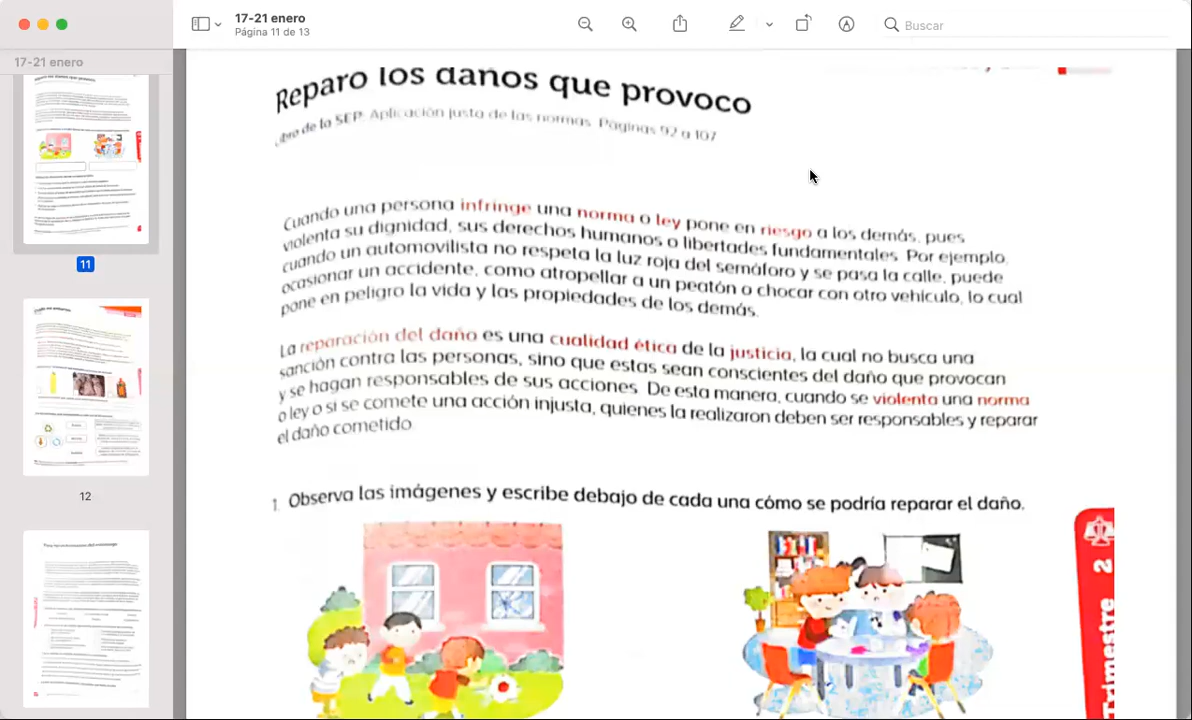 17-21 enero
Página 11 de 13
Buscar
17-21 enero
11
12
Reparo los daños que provoco
de la SEP: Aplicación justa de las normas. Páginas 92 a 107
Cuando una persona infringe una norma o ley pone en riesgo a los demás, pues
violenta su dignidad, sus derechos humanos o libertades fundamentales. Por ejemplo,
cuando un automovilista no respeta la luz roja del semáforo y se pasa la calle, puede
ocasionar un accidente, como atropellar a un peatón o chocar con otro vehículo, lo cual
pone en peligro la vida y las propiedades de los demás.
La reparación del daño es una cualidad ética de la justicia, la cual no busca una
sanción contra las personas, sino que estas sean conscientes del daño que provocan
y se hagan responsables de sus acciones. De esta manera, cuando se violenta una norma
o ley o si se comete una acción injusta, quienes la realizaron deben ser responsables y reparar
el daño cometido
1. Observa las imágenes y escribe debajo de cada una cómo se podría reparar el daño.
Trimestre 2